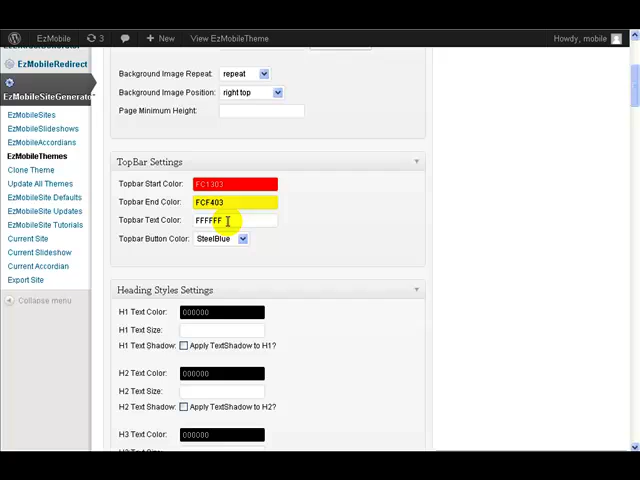 EzMobile 3 + New View EzMobileTheme Howdy, mobile
EzMobileRedirect
EzMobileSiteGenerator
EzMobileSites
EzMobileSlideshows
EzMobileAccordians
EzMobileThemes
Clone Theme
Update All Themes
EzMobileSite Defaults
EzMobileSite Updates
EzMobileSite Tutorials
Current Site
Current Slideshow
Current Accordian
Export Site
Collapse menu
Background Image Repeat: repeat
Background Image Position: right top
Page Minimum Height:
TopBar Settings
Topbar Start Color: FC1303
Topbar End Color: FCF403
Topbar Text Color: FFFFFF
Topbar Button Color: SteelBlue
Heading Styles Settings
H1 Text Color: 000000
H1 Text Size:
H1 Text Shadow: Apply TextShadow to H1?
H2 Text Color: 000000
H2 Text Size:
H2 Text Shadow: Apply TextShadow to H2?
H3 Text Color: 000000